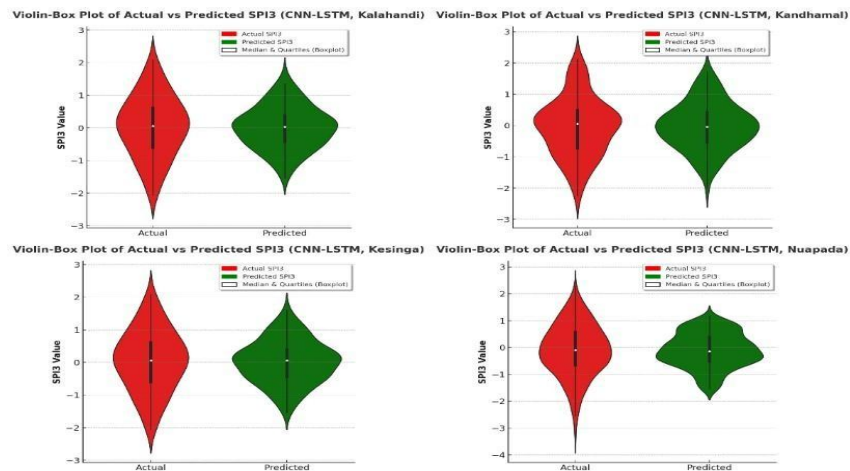 Violin-Box Plot of Actual vs Predicted SPI3 (CNN-LSTM, Kalahandi)
3
2
1
0
−1
−2
−3
SPI3 Value
Actual SPI3
Predicted SPI3
Median & Quartiles (Boxplot)
Actual
Predicted
Violin-Box Plot of Actual vs Predicted SPI3 (CNN-LSTM, Kandhamal)
3
2
1
0
−1
−2
−3
SPI3 Value
Actual SPI3
Predicted SPI3
Median & Quartiles (Boxplot)
Actual
Predicted
Violin-Box Plot of Actual vs Predicted SPI3 (CNN-LSTM, Kesinga)
3
2
1
0
−1
−2
−3
SPI3 Value
Actual SPI3
Predicted SPI3
Median & Quartiles (Boxplot)
Actual
Predicted
Violin-Box Plot of Actual vs Predicted SPI3 (CNN-LSTM, Nuapada)
3
2
1
0
−1
−2
−3
−4
SPI3 Value
Actual SPI3
Predicted SPI3
Median & Quartiles (Boxplot)
Actual
Predicted